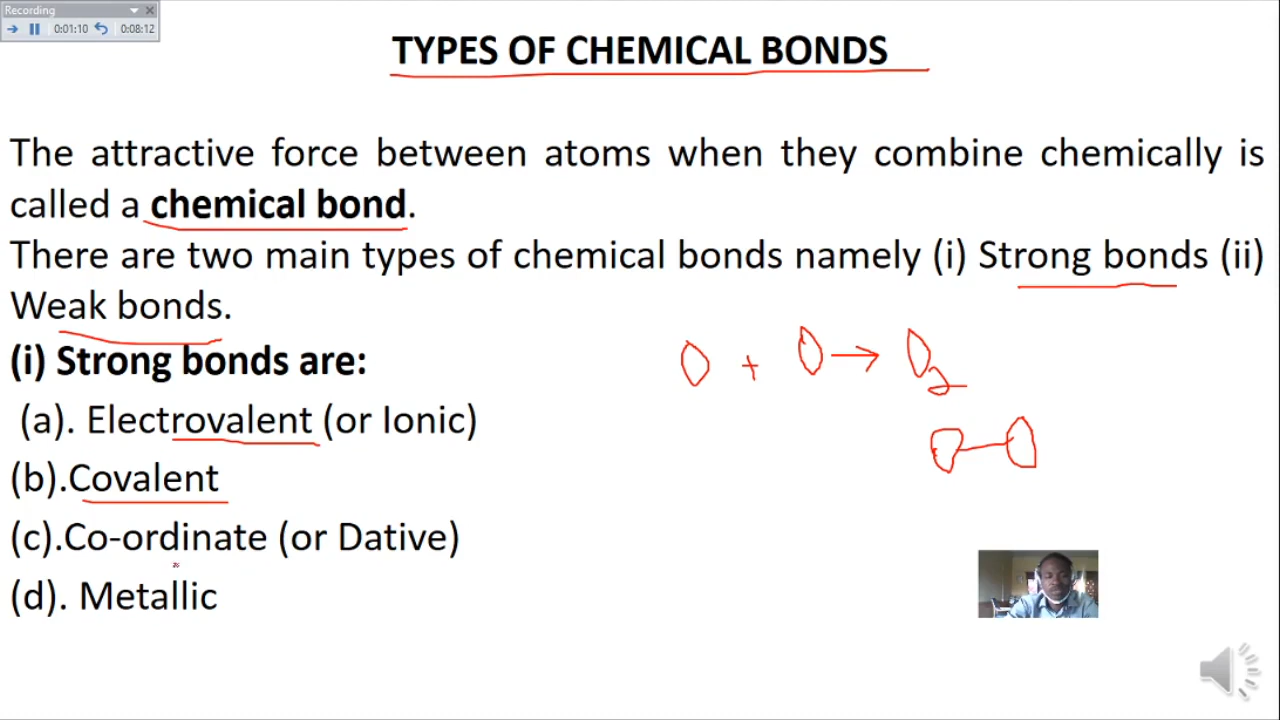 Recording
0:01:10 0:08:12
TYPES OF CHEMICAL BONDS
The attractive force between atoms when they combine chemically is
called a chemical bond.
There are two main types of chemical bonds namely (i) Strong bonds (ii)
Weak bonds.
(i) Strong bonds are:
O + O → O2
(a). Electrovalent (or Ionic)
O-O
(b).Covalent
(c).Co-ordinate (or Dative)
(d). Metallic